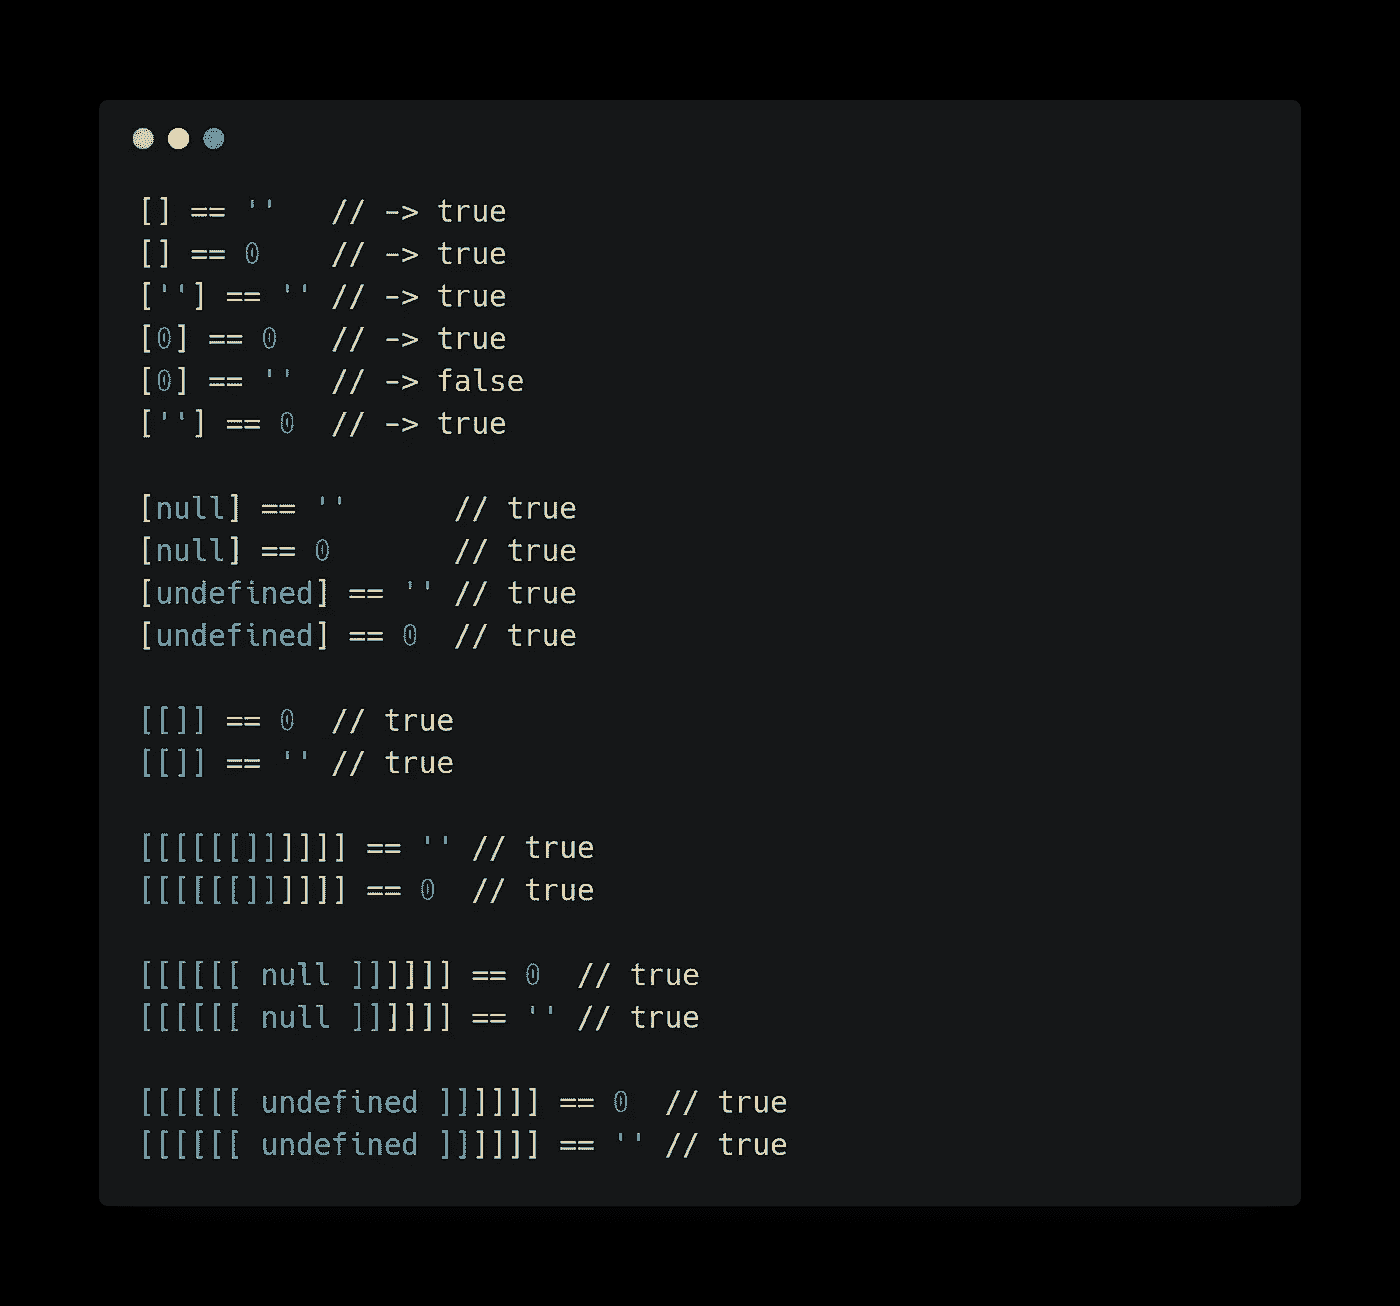 [] == ''   // -> true
[] == 0    // -> true
[''] == '' // -> true
[0] == 0   // -> true
[0] == ''  // -> false
[''] == 0  // -> true
[null] == ''      // true
[null] == 0       // true
[undefined] == '' // true
[undefined] == 0  // true
[[]] == 0  // true
[[]] == '' // true
[[[[[[]]]]]] == '' // true
[[[[[[]]]]]] == 0  // true
[[[[[[ null ]]]]]] == 0  // true
[[[[[[ null ]]]]]] == '' // true
[[[[[[ undefined ]]]]]] == 0  // true
[[[[[[ undefined ]]]]]] == '' // true